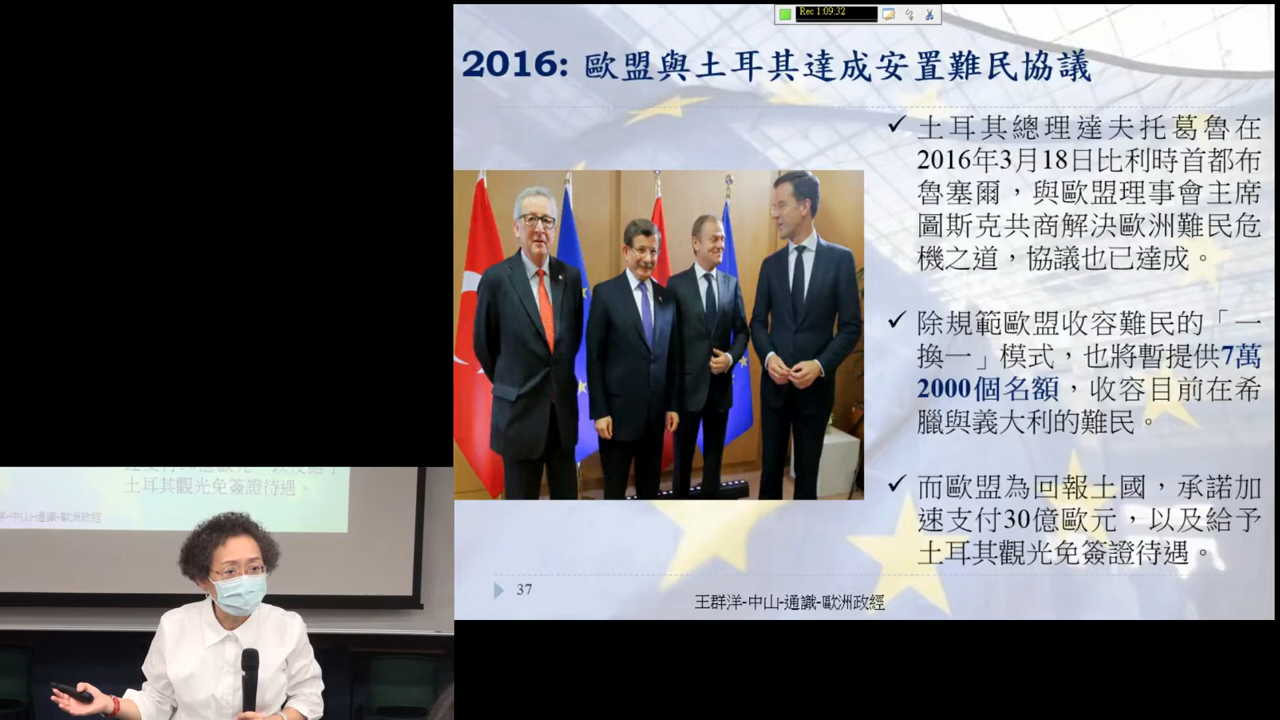 Rec 1:09:32
2016: 歐盟與土耳其達成安置難民協議
✓ 土耳其總理達夫托葛魯在
2016年3月18日比利時首都布
魯塞爾，與歐盟理事會主席
圖斯克共商解決歐洲難民危
機之道，協議也已達成。
✓ 除規範歐盟收容難民的「一
換一」模式，也將暫提供7萬
2000個名額，收容目前在希
臘與義大利的難民。
✓ 而歐盟為回報土國，承諾加
速支付30億歐元，以及給予
土耳其觀光免簽證待遇。
37
王群洋-中山-通識-歐洲政經
土耳其觀光免簽證待遇。
洋-中山-通識-歐洲政經